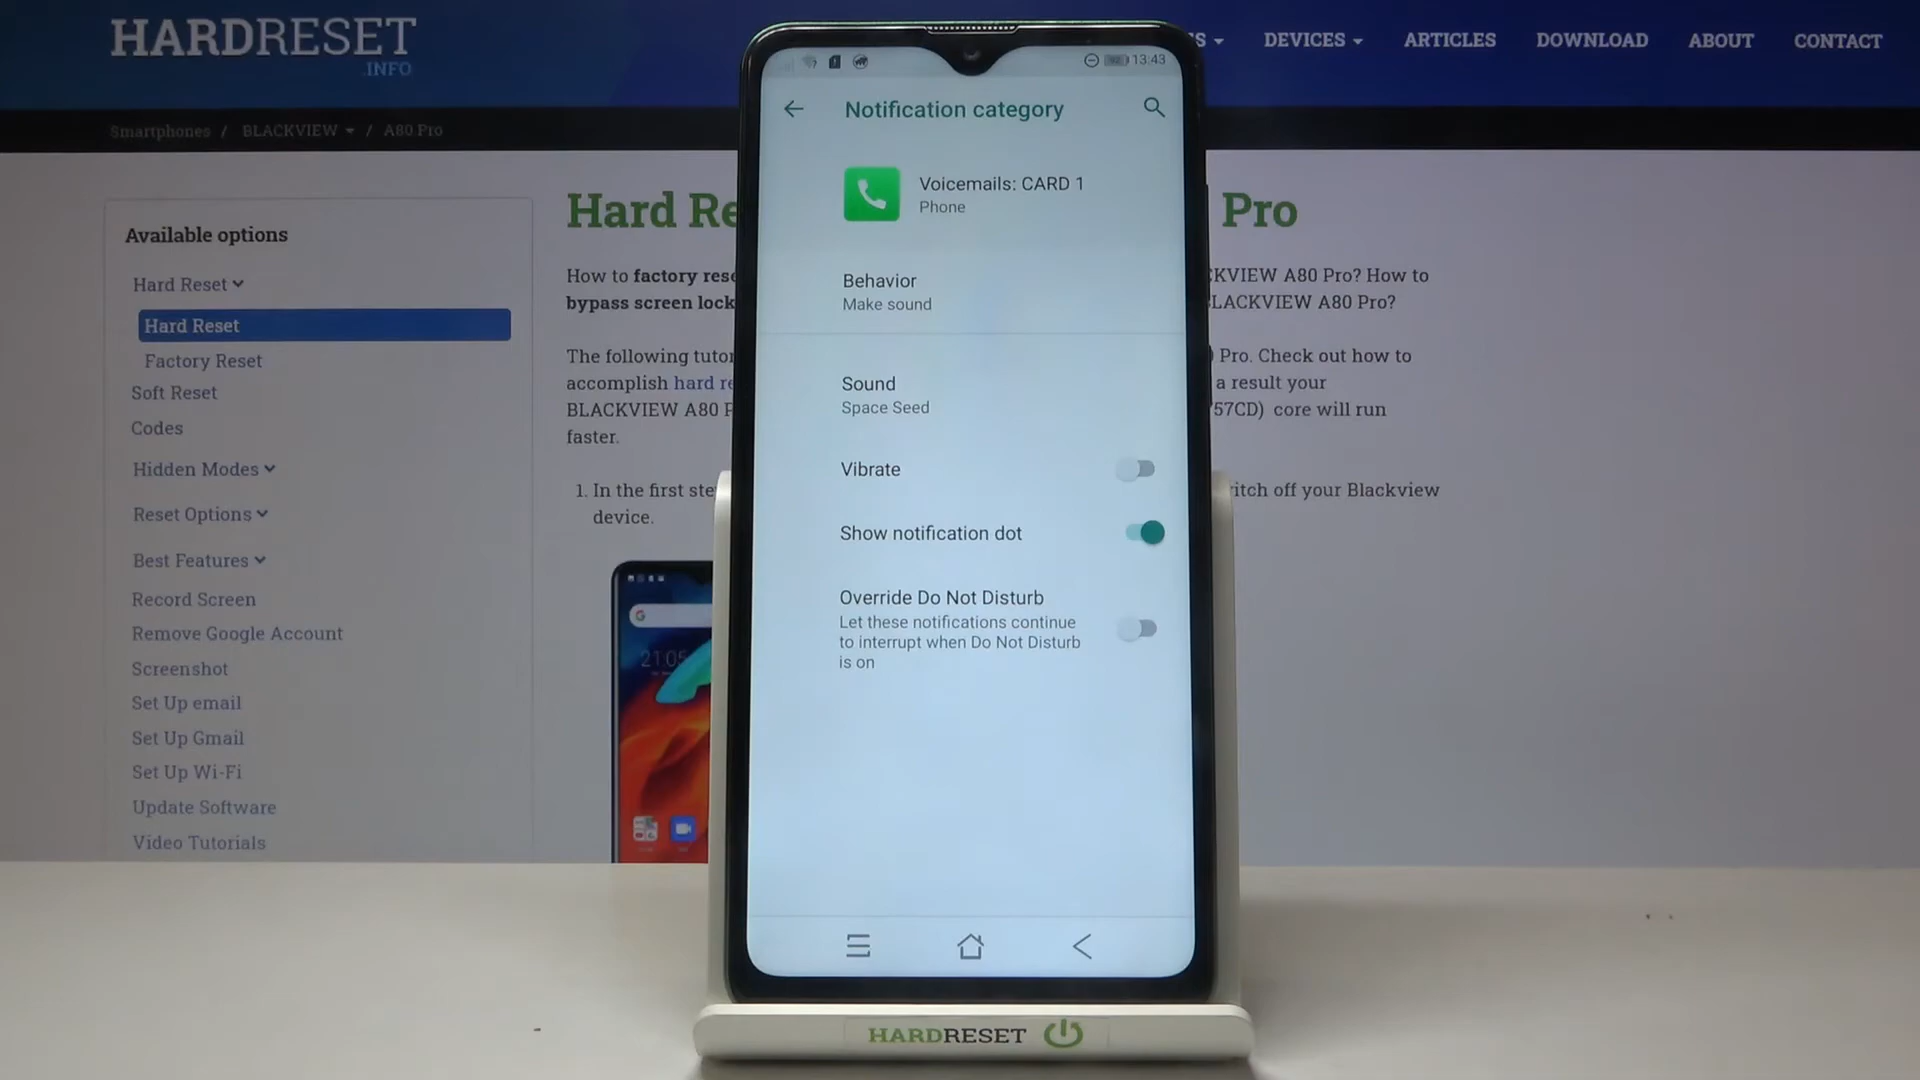 HARDRESET
.INFO
S
DEVICES
ARTICLES
DOWNLOAD
ABOUT
CONTACT
Smartphones / BLACKVIEW / A80 Pro
Available options
Hard Reset
Hard Reset
Factory Reset
Soft Reset
Codes
Hidden Modes
Reset Options
Best Features
Record Screen
Remove Google Account
Screenshot
Set Up email
Set Up Gmail
Set Up Wi-Fi
Update Software
Video Tutorials
Hard Re Pro
How to factory rese CKVIEW A80 Pro? How to
bypass screen lock LACKVIEW A80 Pro?
The following tutor Pro. Check out how to
accomplish hard re a result your
BLACKVIEW A80 P 57CD) core will run
faster.
1. In the first ste itch off your Blackview
device.
21:05
13:43
Notification category
Voicemails: CARD 1
Phone
Behavior
Make sound
Sound
Space Seed
Vibrate
Show notification dot
Override Do Not Disturb
Let these notifications continue
to interrupt when Do Not Disturb
is on
HARDRESET